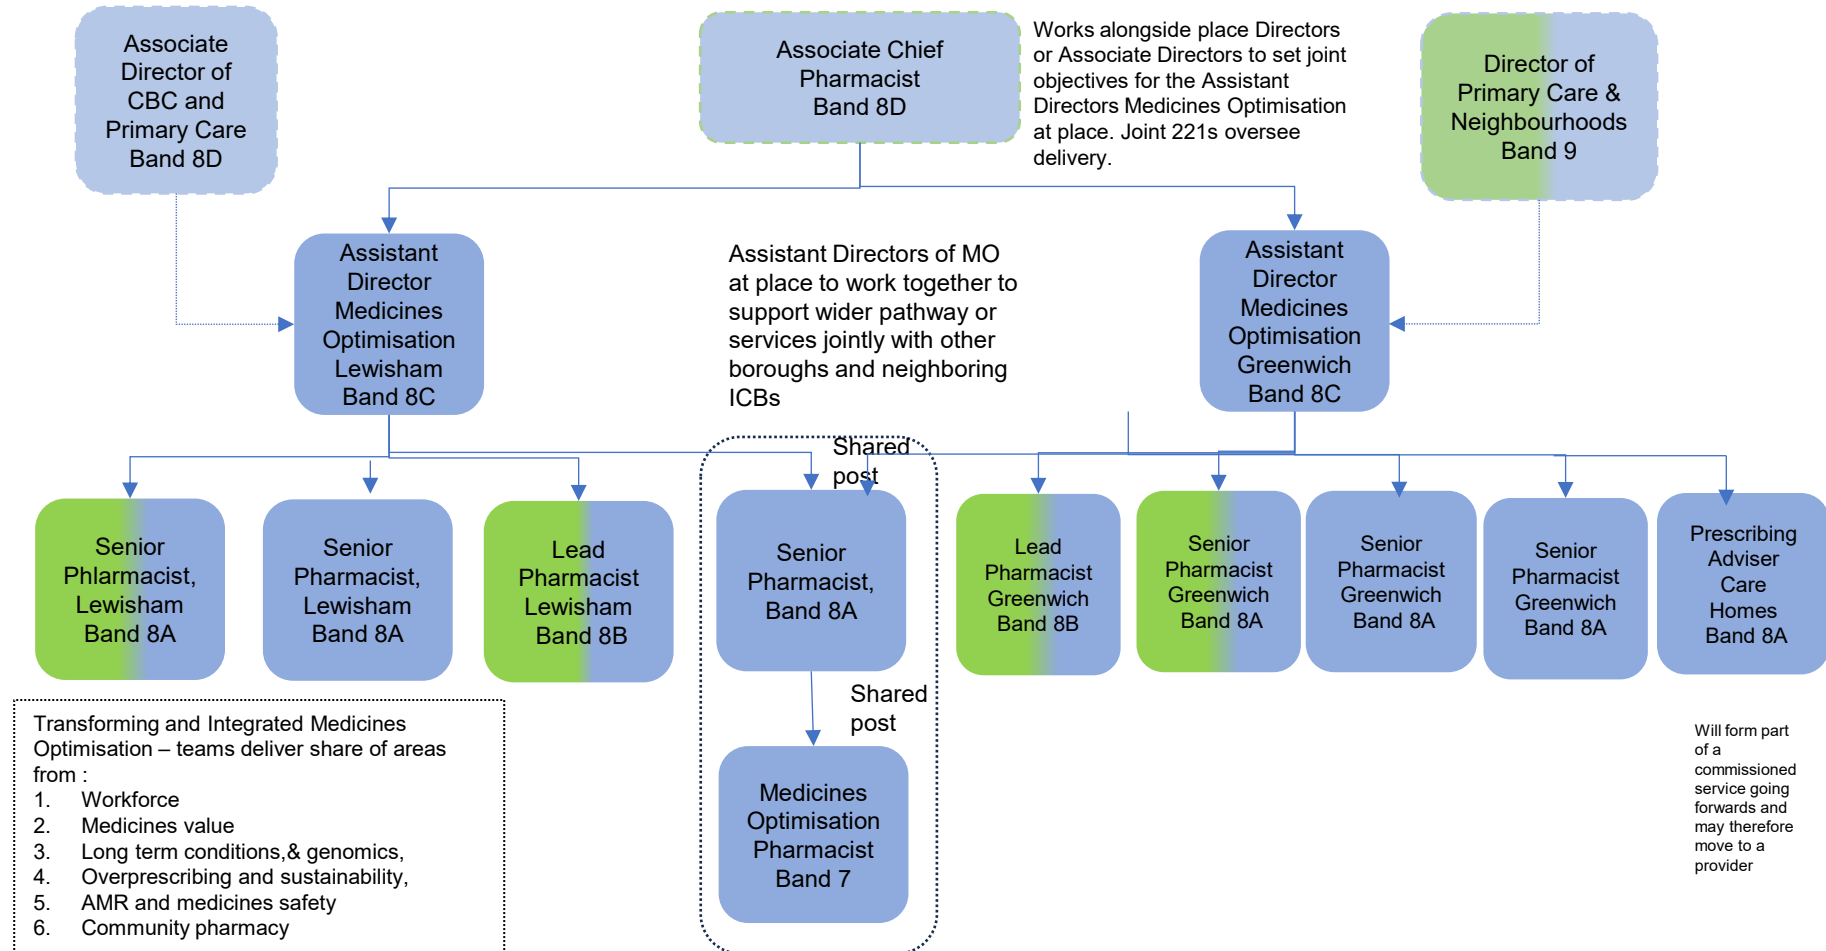 Associate
Director of
CBC and
Primary Care
Band 8D
Associate Chief
Pharmacist
Band 8D
Works alongside place Directors
or Associate Directors to set joint
objectives for the Assistant
Directors Medicines Optimisation
at place. Joint 221s oversee
delivery.
Director of
Primary Care &
Neighbourhoods
Band 9
Assistant
Director
Medicines
Optimisation
Lewisham
Band 8C
Assistant Directors of MO
at place to work together to
support wider pathway or
services jointly with other
boroughs and neighboring
ICBs
Assistant
Director
Medicines
Optimisation
Greenwich
Band 8C
Senior
Phlarmacist,
Lewisham
Band 8A
Senior
Pharmacist,
Lewisham
Band 8A
Lead
Pharmacist
Lewisham
Band 8B
Shared
post
Senior
Pharmacist,
Band 8A
Lead
Pharmacist
Greenwich
Band 8B
Senior
Pharmacist
Greenwich
Band 8A
Senior
Pharmacist
Greenwich
Band 8A
Senior
Pharmacist
Greenwich
Band 8A
Prescribing
Adviser
Care
Homes
Band 8A
Shared
post
Medicines
Optimisation
Pharmacist
Band 7
Transforming and Integrated Medicines
Optimisation – teams deliver share of areas
from :
1. Workforce
2. Medicines value
3. Long term conditions,& genomics,
4. Overprescribing and sustainability,
5. AMR and medicines safety
6. Community pharmacy
Will form part
of a
commissioned
service going
forwards and
may therefore
move to a
provider